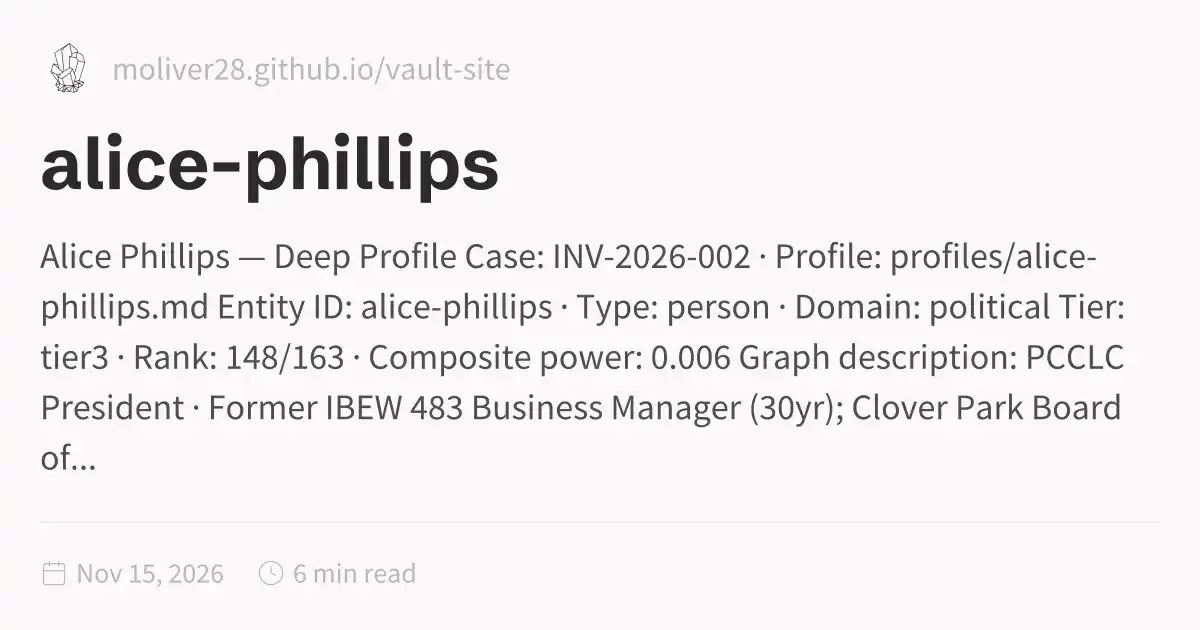 moliver28.github.io/vault-site
alice-phillips
Alice Phillips — Deep Profile Case: INV-2026-002 · Profile: profiles/alice-
phillips.md Entity ID: alice-phillips · Type: person · Domain: political Tier:
tier3 · Rank: 148/163 · Composite power: 0.006 Graph description: PCCLC
President · Former IBEW 483 Business Manager (30yr); Clover Park Board
of...
Nov 15, 2026
6 min read